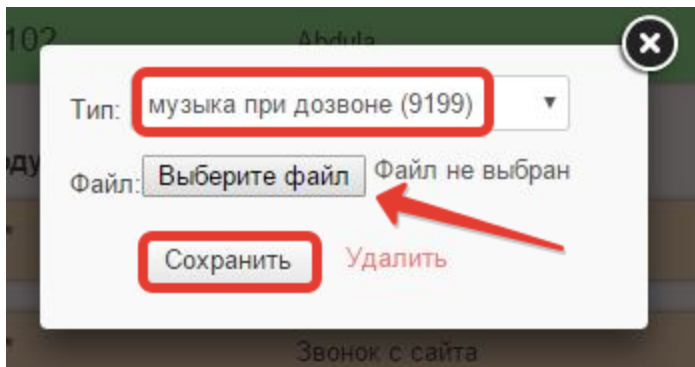 102 Abdula
Тип: музыка при дозвоне (9199)
Файл: Выберите файл Файл не выбран
Сохранить Удалить
Звонок с сайта